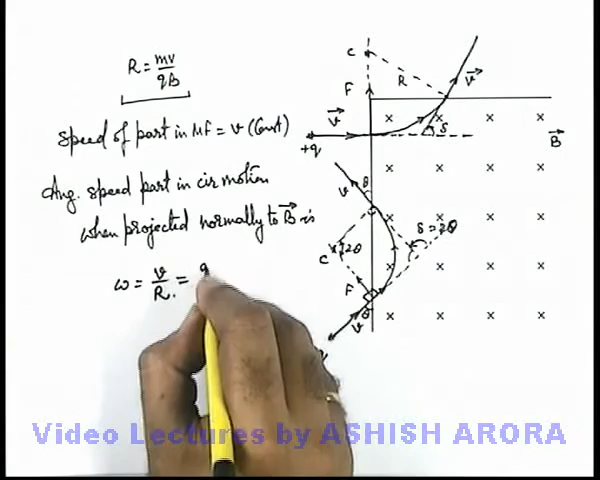 R = mv/qB
Speed of part in MF = v (Const)
Ang. speed part in cir motion
when projected normally to B⃗ is
ω = v/R = q
C
R
F
v⃗
v⃗
+q
δ
B⃗
v
θ
δ = 2θ
C
2θ
F
θ
v
Video Lectures by ASHISH ARORA